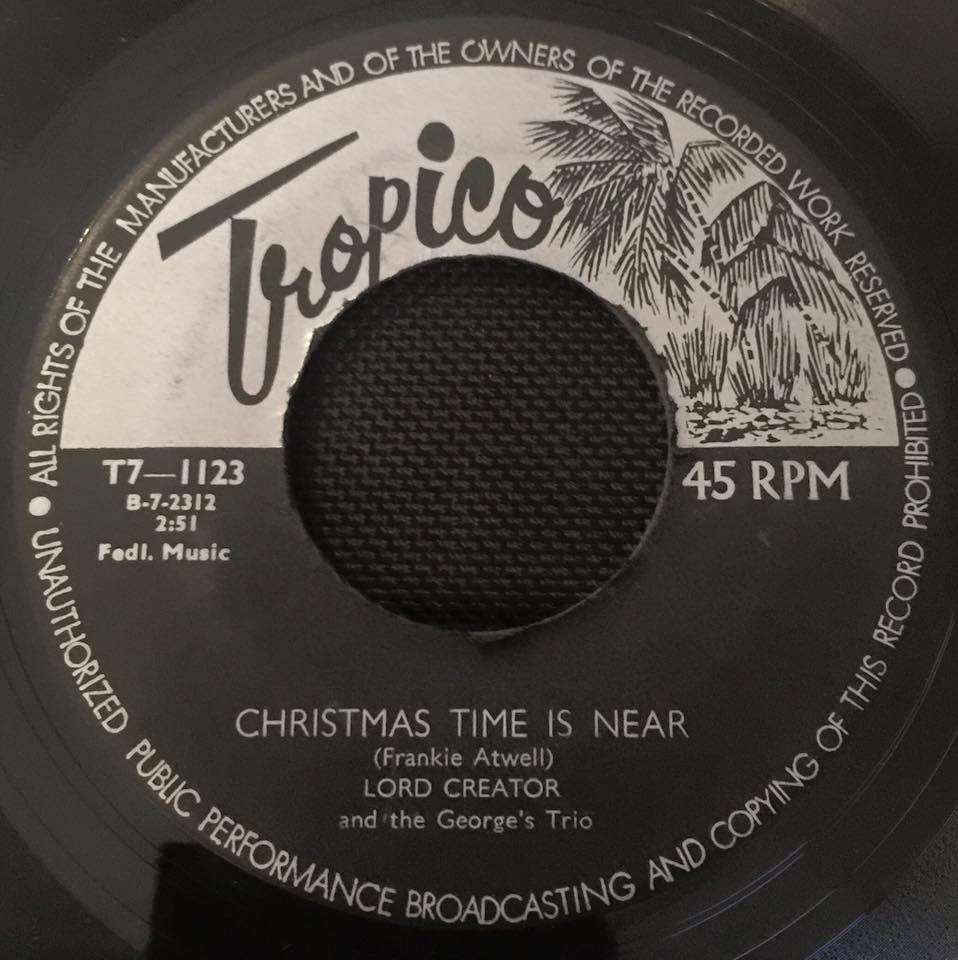 ALL RIGHTS OF THE MANUFACTURERS AND OF THE OWNERS OF THE RECORDED WORK RESERVED
Tropico
T7—1123
45 RPM
B-7-2312
2:51
Fedl. Music
CHRISTMAS TIME IS NEAR
(Frankie Atwell)
LORD CREATOR
and the George's Trio
UNAUTHORIZED PUBLIC PERFORMANCE BROADCASTING AND COPYING OF THIS RECORD PROHIBITED